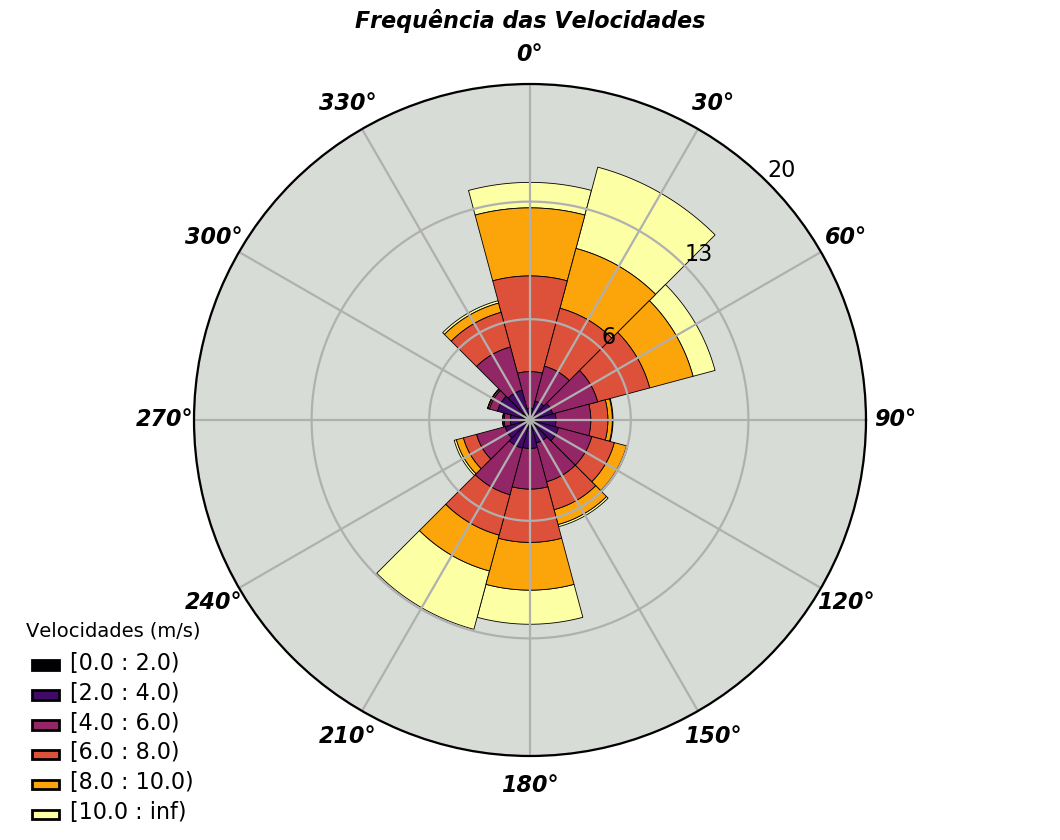 Frequência das Velocidades
0°
330°
30°
20
300°
60°
13
6
270°
90°
240°
120°
210°
150°
180°
Velocidades (m/s)
[0.0 : 2.0)
[2.0 : 4.0)
[4.0 : 6.0)
[6.0 : 8.0)
[8.0 : 10.0)
[10.0 : inf)